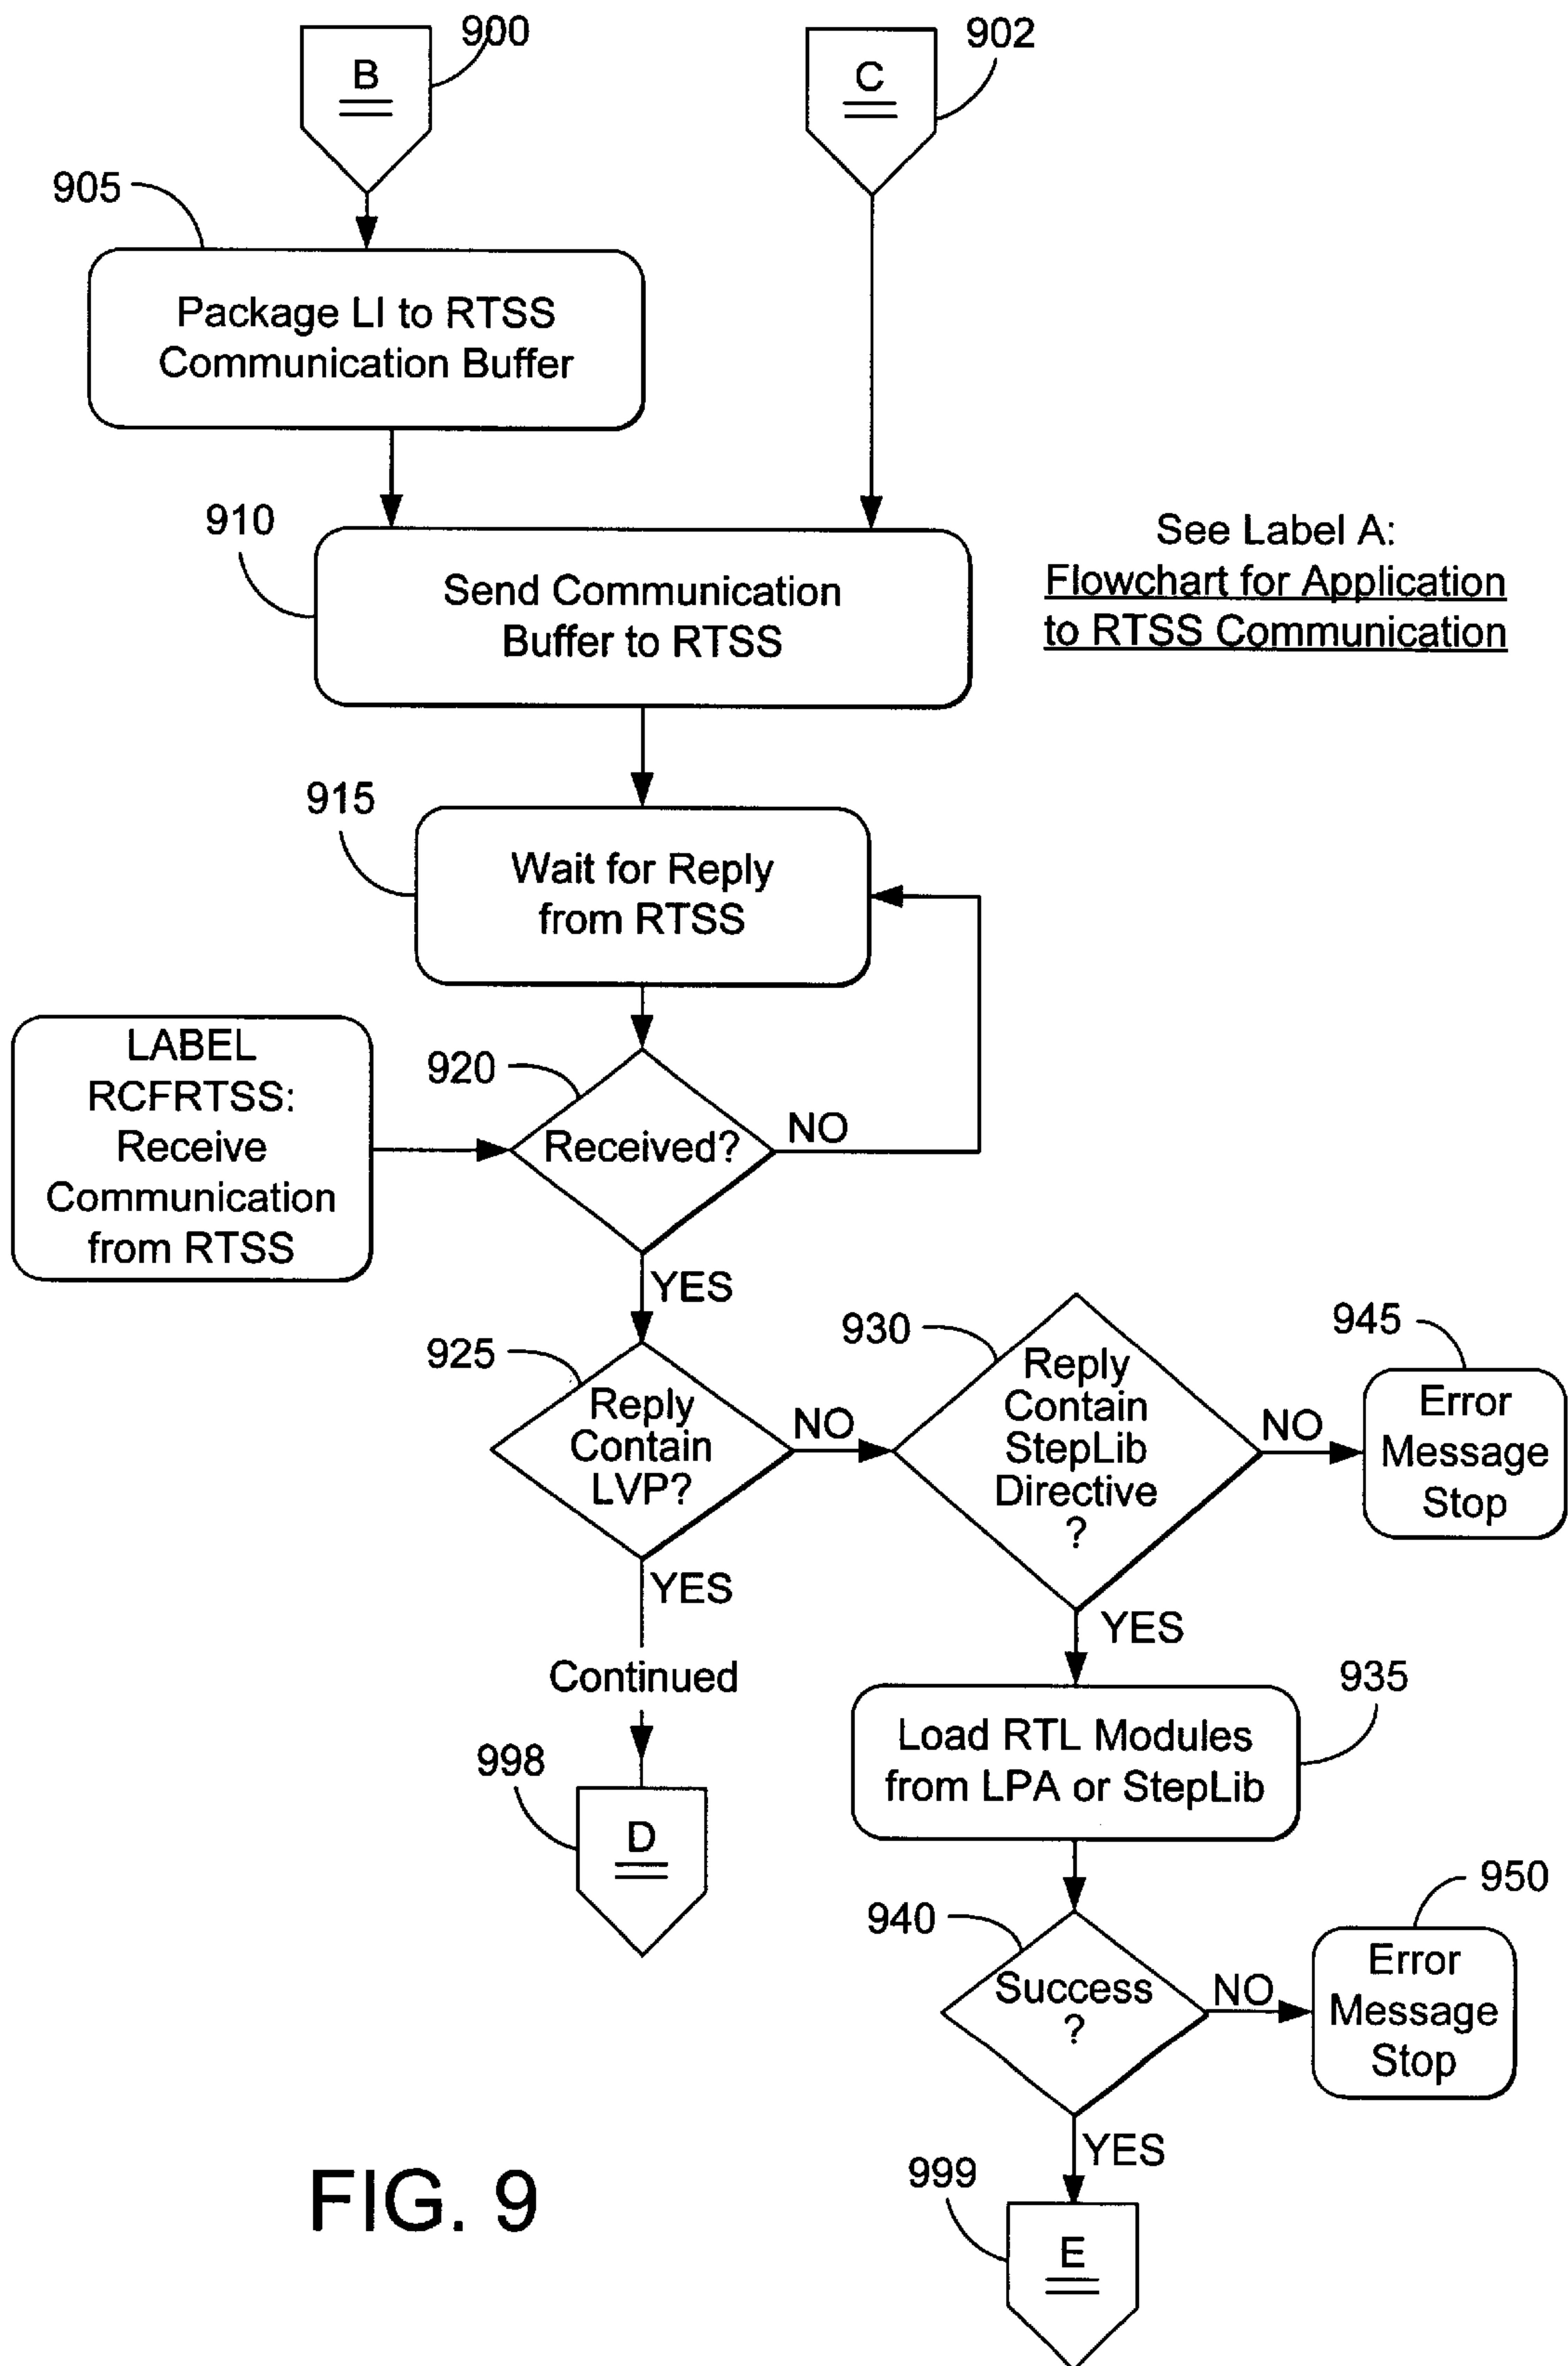 900
B
902
C
905
Package LI to RTSS
Communication Buffer
910
Send Communication
Buffer to RTSS
See Label A:
Flowchart for Application
to RTSS Communication
915
Wait for Reply
from RTSS
LABEL
RCFRTSS:
Receive
Communication
from RTSS
920
Received?
NO
YES
925
Reply
Contain
LVP?
NO
930
Reply
Contain
StepLib
Directive
?
NO
945
Error
Message
Stop
YES
Continued
998
D
YES
935
Load RTL Modules
from LPA or StepLib
940
Success
?
NO
950
Error
Message
Stop
YES
999
E
FIG. 9